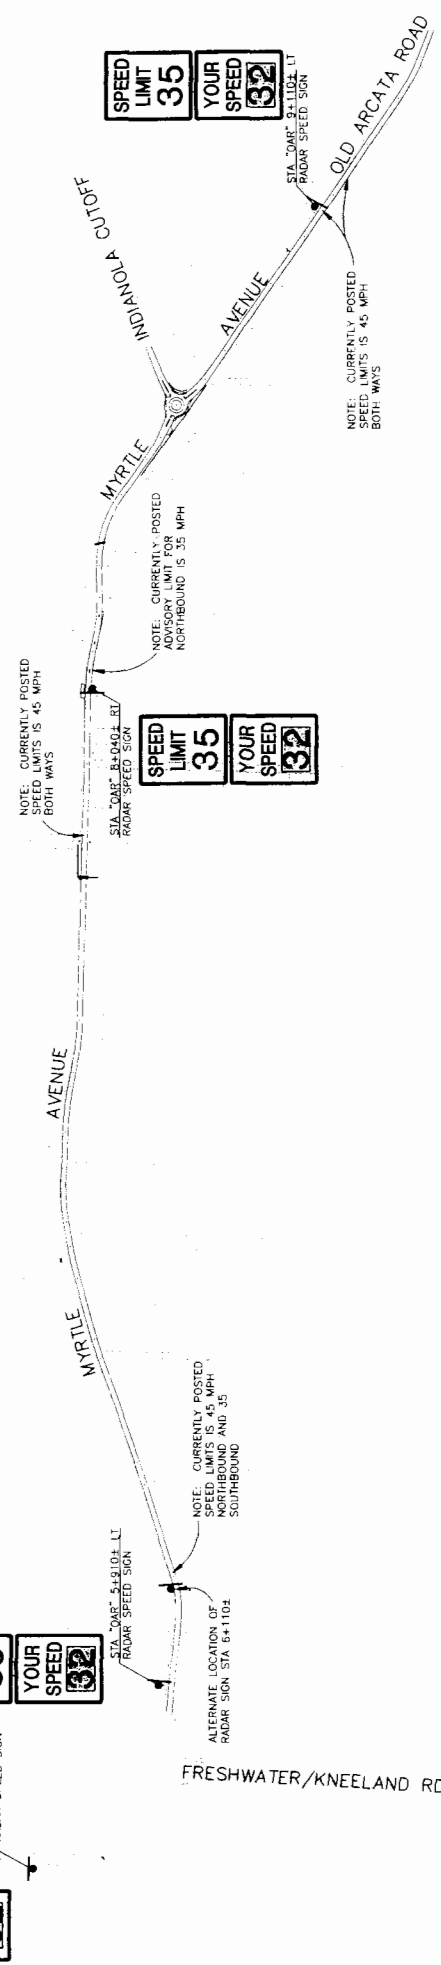 SPEED
LIMIT
35
YOUR
SPEED
32
STA "OAR" 9+110± LT
RADAR SPEED SIGN
OLD ARCATA ROAD
INDIANOLA CUTOFF
AVENUE
NOTE: CURRENTLY POSTED
SPEED LIMITS IS 45 MPH
BOTH WAYS
MYRTLE
NOTE: CURRENTLY POSTED
ADVISORY LIMIT FOR
NORTHBOUND IS 35 MPH
NOTE: CURRENTLY POSTED
SPEED LIMITS IS 45 MPH
BOTH WAYS
STA "OAR" 8+040± RT
RADAR SPEED SIGN
SPEED
LIMIT
35
YOUR
SPEED
32
AVENUE
MYRTLE
NOTE: CURRENTLY POSTED
SPEED LIMITS IS 45 MPH
NORTHBOUND AND 35
SOUTHBOUND
STA "OAR" 5+910± LT
RADAR SPEED SIGN
ALTERNATE LOCATION OF
RADAR SIGN STA 6+110±
YOUR
SPEED
32
FRESHWATER/KNEELAND RD